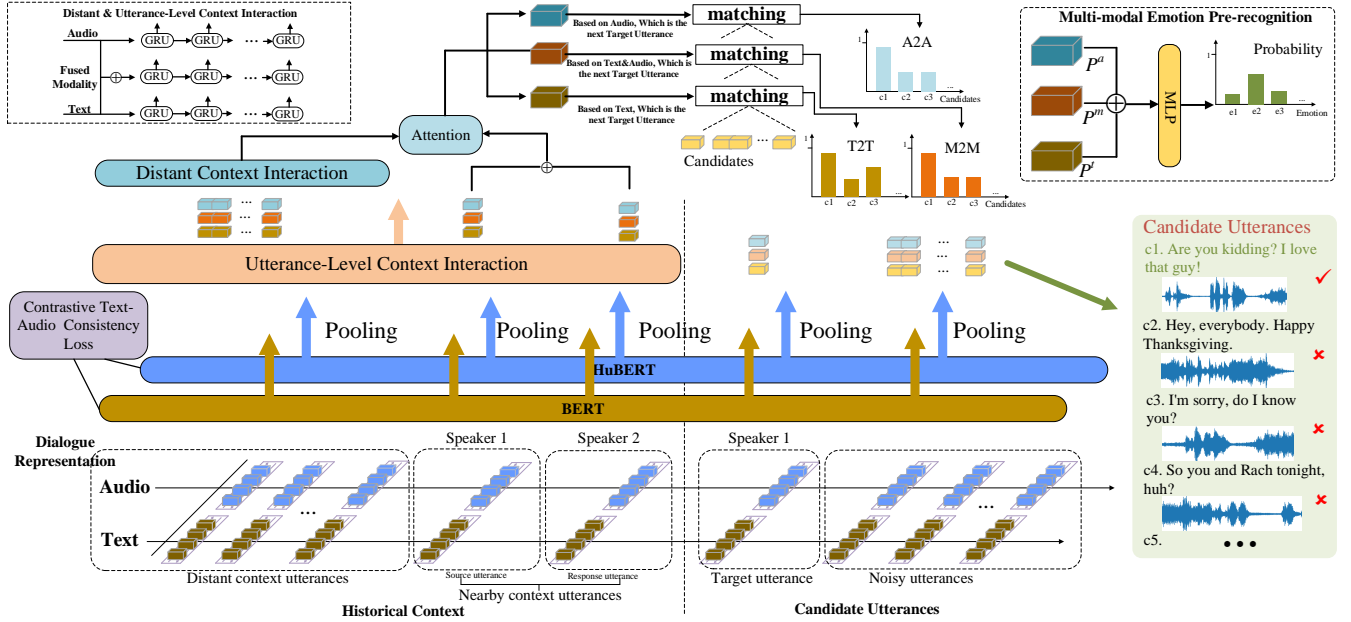 Distant & Utterance-Level Context Interaction
Audio
GRU
GRU
...
GRU
Fused
Modality
GRU
GRU
...
GRU
Text
GRU
GRU
...
GRU
Based on Audio, Which is the
next Target Utterance
matching
Based on Text&Audio, Which is
the next Target Utterance
matching
Based on Text, Which is the
next Target Utterance
matching
Attention
Candidates
...
A2A
1
c1 c2 c3
...
Candidates
T2T
1
c1 c2 c3
...
M2M
1
c1 c2 c3
...
Candidates
Multi-modal Emotion Pre-recognition
P^a
P^m
P^t
MLP
Probability
1
e1 e2 e3
...
Emotion
Distant Context Interaction
...
...
...
Utterance-Level Context Interaction
...
...
...
Contrastive Text-
Audio Consistency
Loss
Pooling
Pooling
Pooling
Pooling
Pooling
HuBERT
BERT
Dialogue
Representation
Speaker 1
Speaker 2
Speaker 1
Audio
...
...
Text
Distant context utterances
Source utterance
Response utterance
Nearby context utterances
Target utterance
Noisy utterances
Historical Context
Candidate Utterances
Candidate Utterances
c1. Are you kidding? I love
that guy!
c2. Hey, everybody. Happy
Thanksgiving.
c3. I'm sorry, do I know
you?
c4. So you and Rach tonight,
huh?
c5.
...